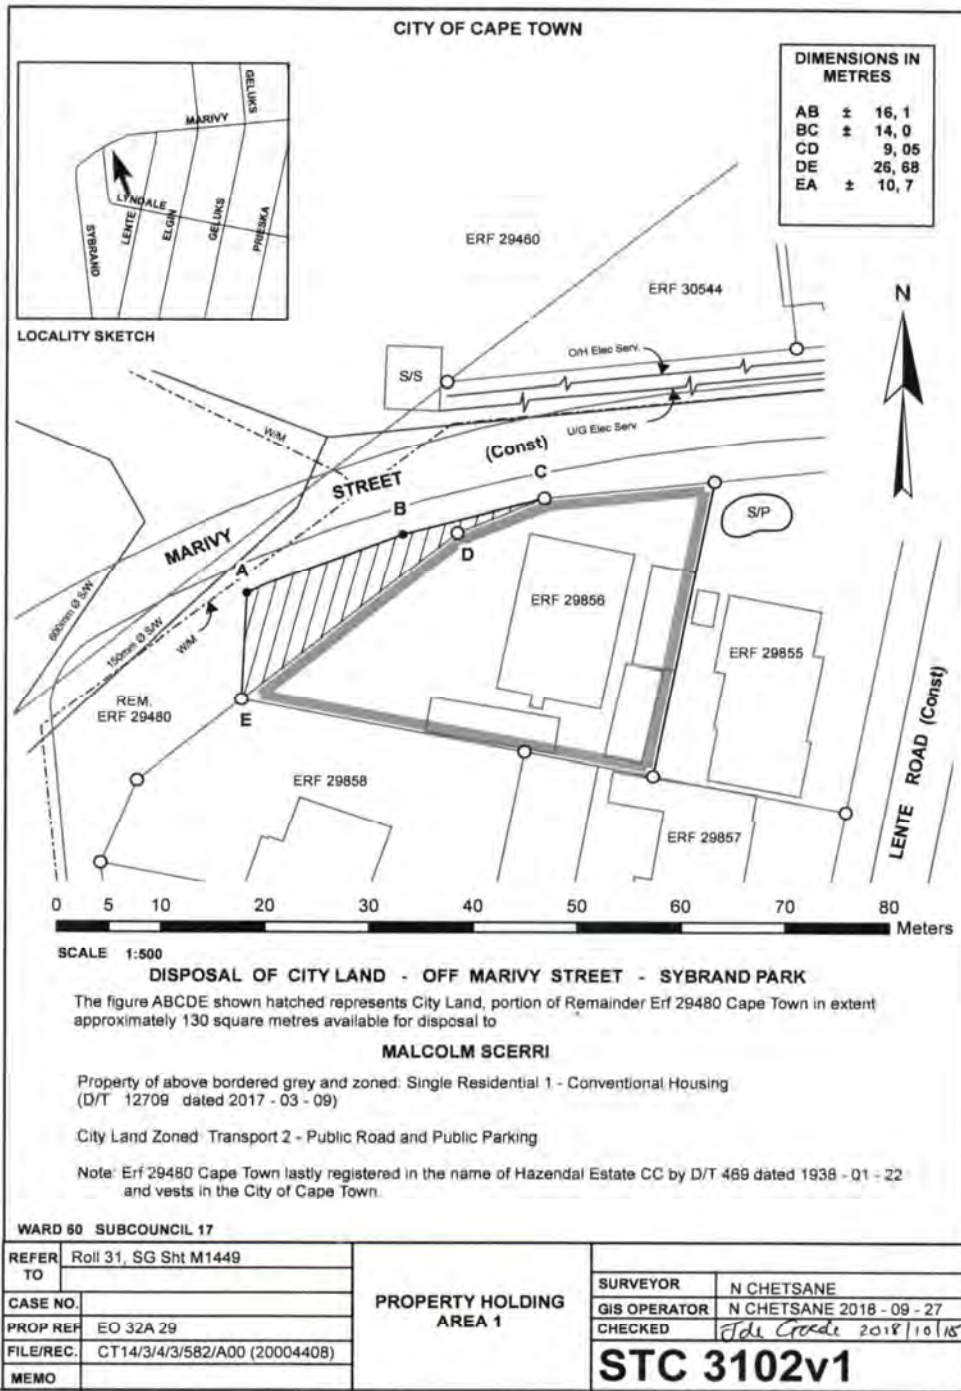 CITY OF CAPE TOWN
DIMENSIONS IN
METRES
AB ± 16, 1
BC ± 14, 0
CD 9, 05
DE 26, 68
EA ± 10, 7
GELUKS
MARIVY
LYNDALE
SYBRAND
LENTE
ELGIN
GELUKS
PRIESKA
LOCALITY SKETCH
ERF 29460
ERF 30544
N
S/S
O/H Elec Serv.
U/G Elec Serv.
W/M
MARIVY STREET (Const)
C
B
S/P
D
A
ERF 29856
600mm Ø S/W
150mm Ø S/W
W/M
ERF 29855
REM.
ERF 29480
E
LENTE ROAD (Const)
ERF 29858
ERF 29857
0 5 10 20 30 40 50 60 70 80
Meters
SCALE 1:500
DISPOSAL OF CITY LAND - OFF MARIVY STREET - SYBRAND PARK
The figure ABCDE shown hatched represents City Land, portion of Remainder Erf 29480 Cape Town in extent
approximately 130 square metres available for disposal to
MALCOLM SCERRI
Property of above bordered grey and zoned: Single Residential 1 - Conventional Housing
(D/T 12709 dated 2017 - 03 - 09)
City Land Zoned Transport 2 - Public Road and Public Parking
Note: Erf 29480 Cape Town lastly registered in the name of Hazendal Estate CC by D/T 469 dated 1938 - 01 - 22
and vests in the City of Cape Town.
WARD 60 SUBCOUNCIL 17
REFER TO Roll 31, SG Sht M1449
CASE NO.
PROP REF EO 32A 29
FILE/REC. CT14/3/4/3/582/A00 (20004408)
MEMO
PROPERTY HOLDING
AREA 1
SURVEYOR N CHETSANE
GIS OPERATOR N CHETSANE 2018 - 09 - 27
CHECKED 2018/10/15
STC 3102v1